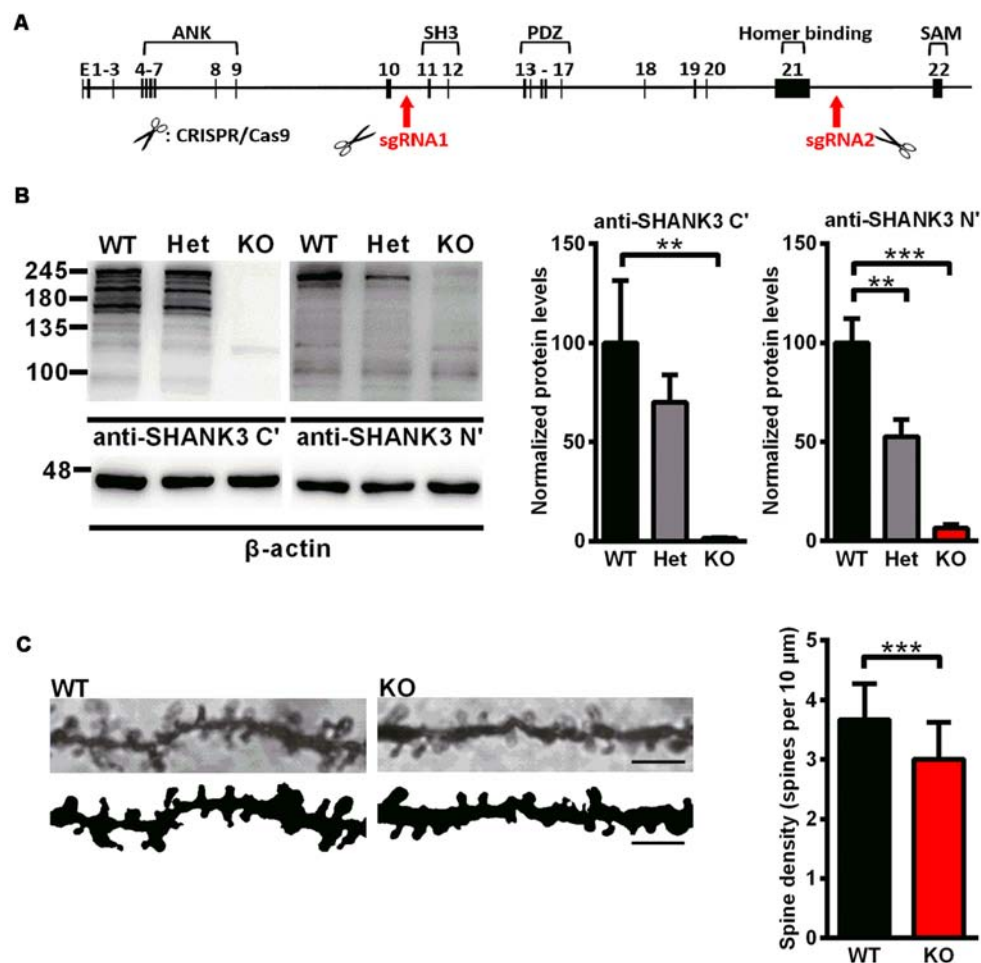 A
ANK
SH3
PDZ
Homer binding
SAM
E1-3 4-7 8 9 10 11 12 13 - 17 18 19 20 21 22
: CRISPR/Cas9
sgRNA1
sgRNA2
B
WT Het KO WT Het KO
245
180
135
100
anti-SHANK3 C' anti-SHANK3 N'
48
β-actin
anti-SHANK3 C'
Normalized protein levels
150
100
50
0
**
WT Het KO
anti-SHANK3 N'
Normalized protein levels
150
100
50
0
***
**
WT Het KO
C
WT
KO
Spine density (spines per 10 µm)
5
4
3
2
1
0
***
WT KO